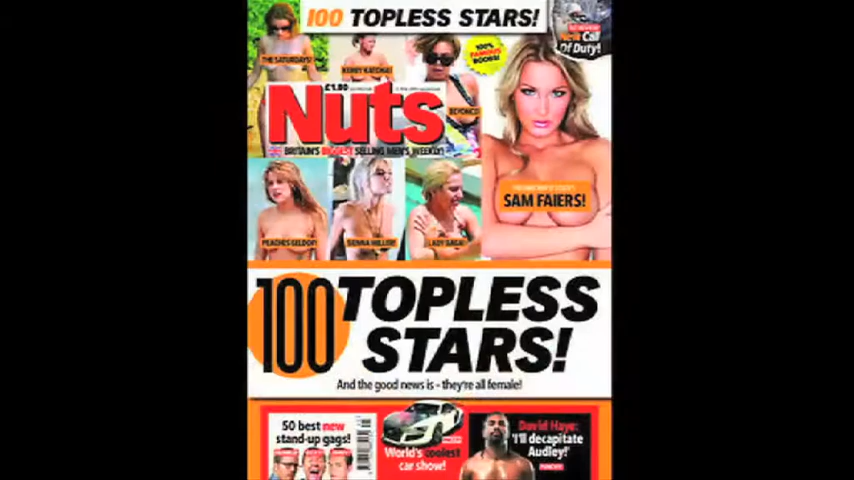 100 TOPLESS STARS!
New Call
Of Duty!
THE SATURDAYS!
KERRY KATONA!
100%
FAMOUS
BOOBS!
£1.80
BEYONCE!
Nuts
BRITAIN'S BIGGEST SELLING MEN'S WEEKLY!
SAM FAIERS!
PEACHES GELDOF!
SIENNA MILLER!
LADY GAGA!
100 TOPLESS
STARS!
And the good news is - they're all female!
50 best new
stand-up gags!
World's coolest
car show!
David Haye:
'I'll decapitate
Audley!'